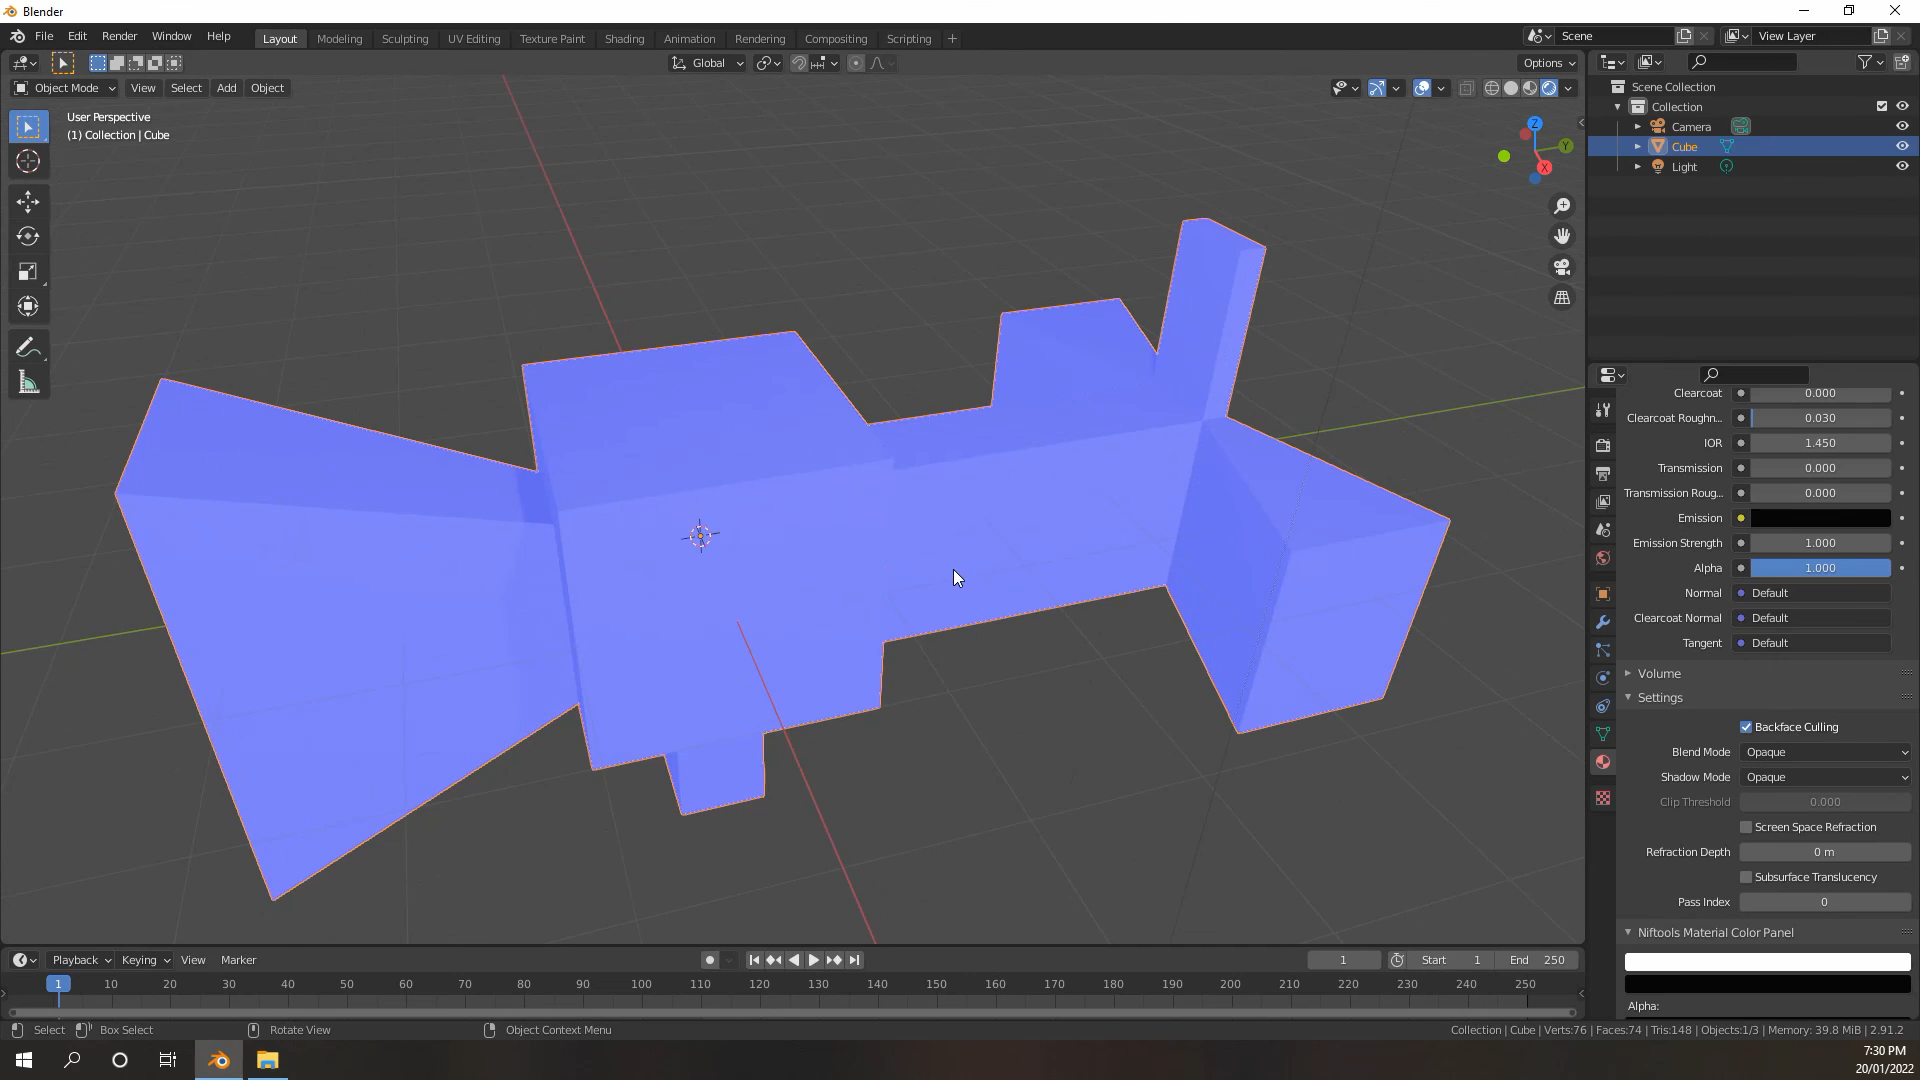 Blender
File Edit Render Window Help
Layout Modeling Sculpting UV Editing Texture Paint Shading Animation Rendering Compositing Scripting +
Scene
View Layer
Global
Options
Object Mode View Select Add Object
User Perspective
(1) Collection | Cube
Z
Y
X
Scene Collection
Collection
Camera
Cube
Light
Clearcoat 0.000
Clearcoat Roughn... 0.030
IOR 1.450
Transmission 0.000
Transmission Roug... 0.000
Emission
Emission Strength 1.000
Alpha 1.000
Normal Default
Clearcoat Normal Default
Tangent Default
Volume
Settings
Backface Culling
Blend Mode Opaque
Shadow Mode Opaque
Clip Threshold 0.000
Screen Space Refraction
Refraction Depth 0 m
Subsurface Translucency
Pass Index 0
Niftools Material Color Panel
Alpha:
Playback Keying View Marker
1 Start 1 End 250
1 10 20 30 40 50 60 70 80 90 100 110 120 130 140 150 160 170 180 190 200 210 220 230 240 250
Select Box Select Rotate View Object Context Menu
Collection | Cube | Verts:76 | Faces:74 | Tris:148 | Objects:1/3 | Memory: 39.8 MiB | 2.91.2
7:30 PM
20/01/2022